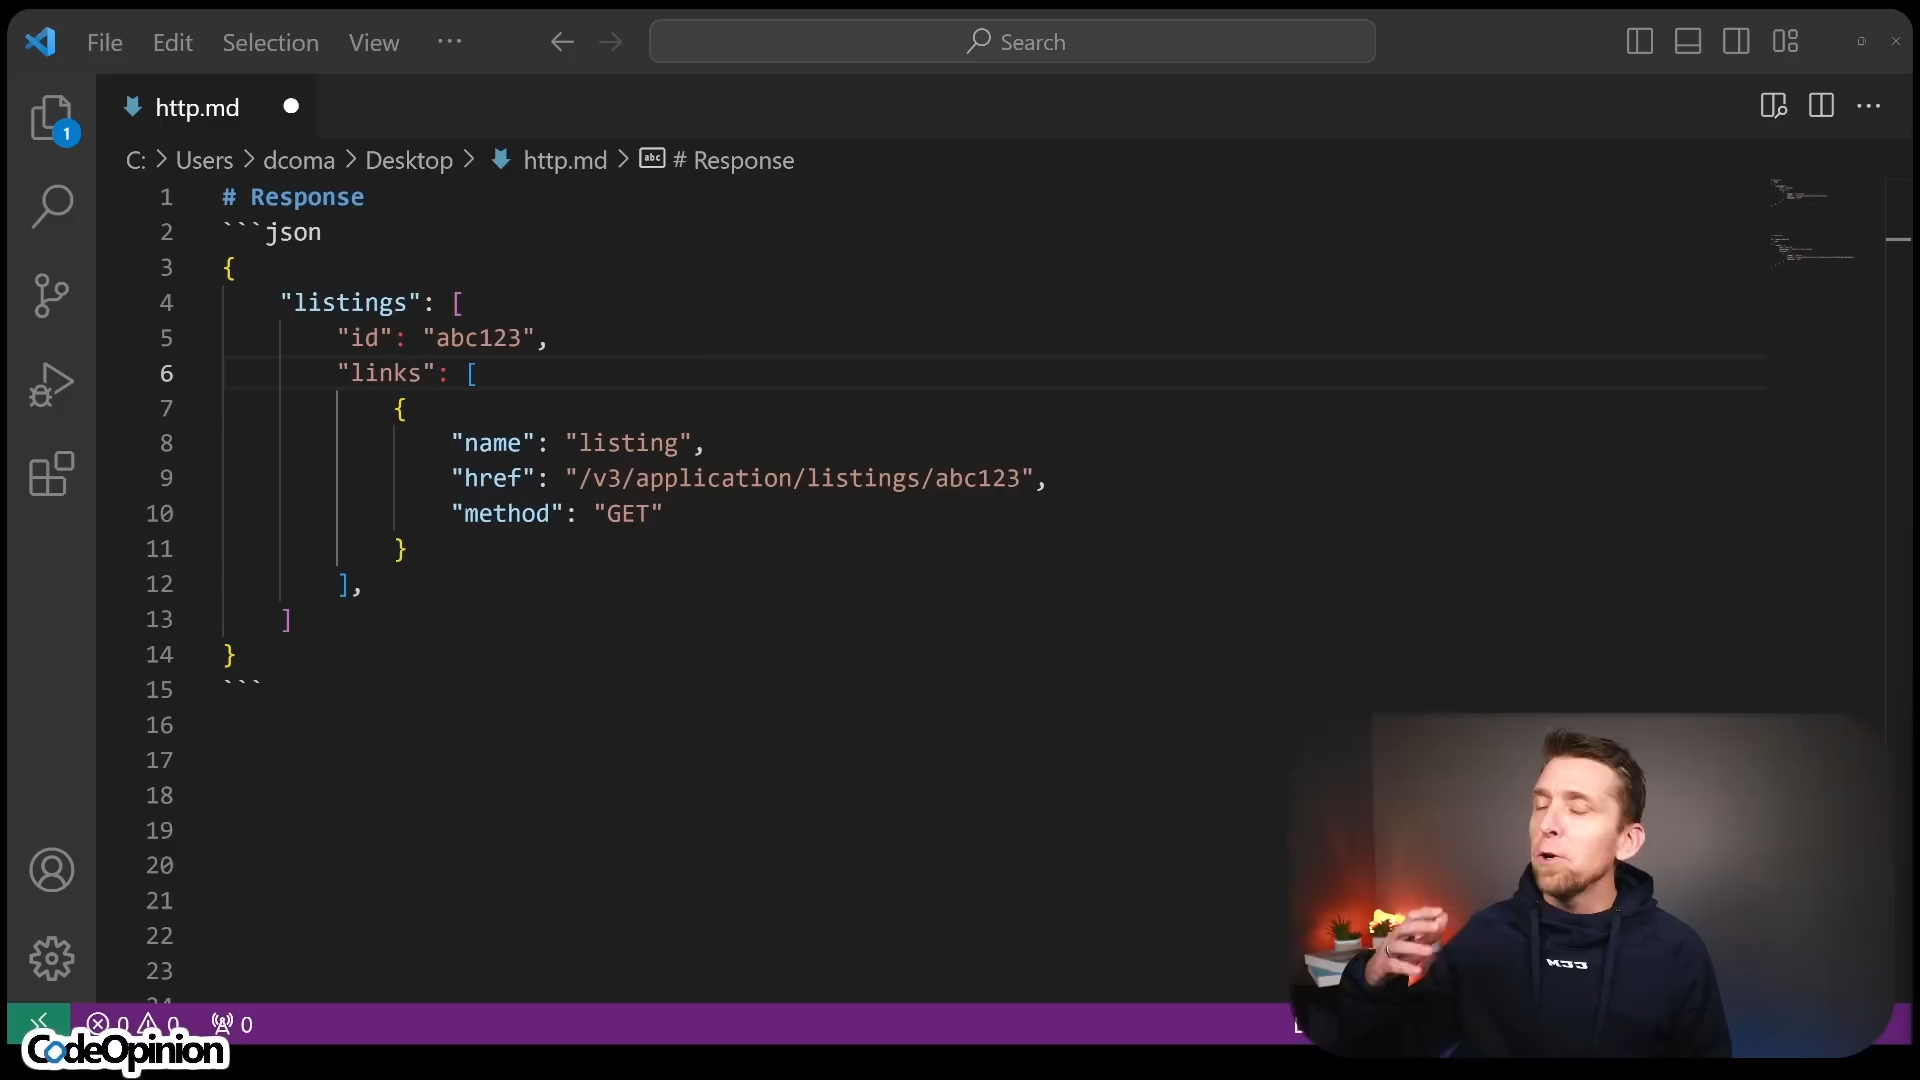 File Edit Selection View ··· Search
1
http.md
C: > Users > dcoma > Desktop > http.md > # Response
1 # Response
2 ```json
3 {
4 "listings": [
5 "id": "abc123",
6 "links": [
7 {
8 "name": "listing",
9 "href": "/v3/application/listings/abc123",
10 "method": "GET"
11 }
12 ],
13 ]
14 }
15 ```
16
17
18
19
20
21
22
23
24
0 0 0
CodeOpinion